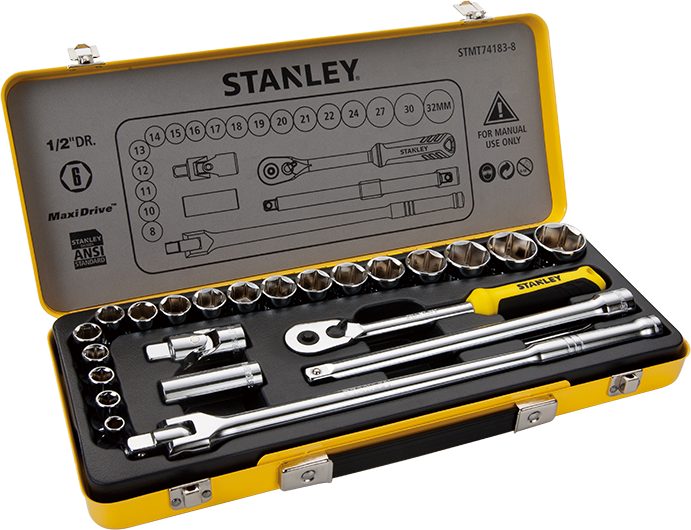 STMT74183-8
STANLEY®
1/2"DR.
14 15 16 17 18 19 20 21 22 24 27 30 32MM
13
12
11
10
8
6
MaxiDrive™
STANLEY
ANSI
STANDARD
STANLEY
FOR MANUAL
USE ONLY
STANLEY